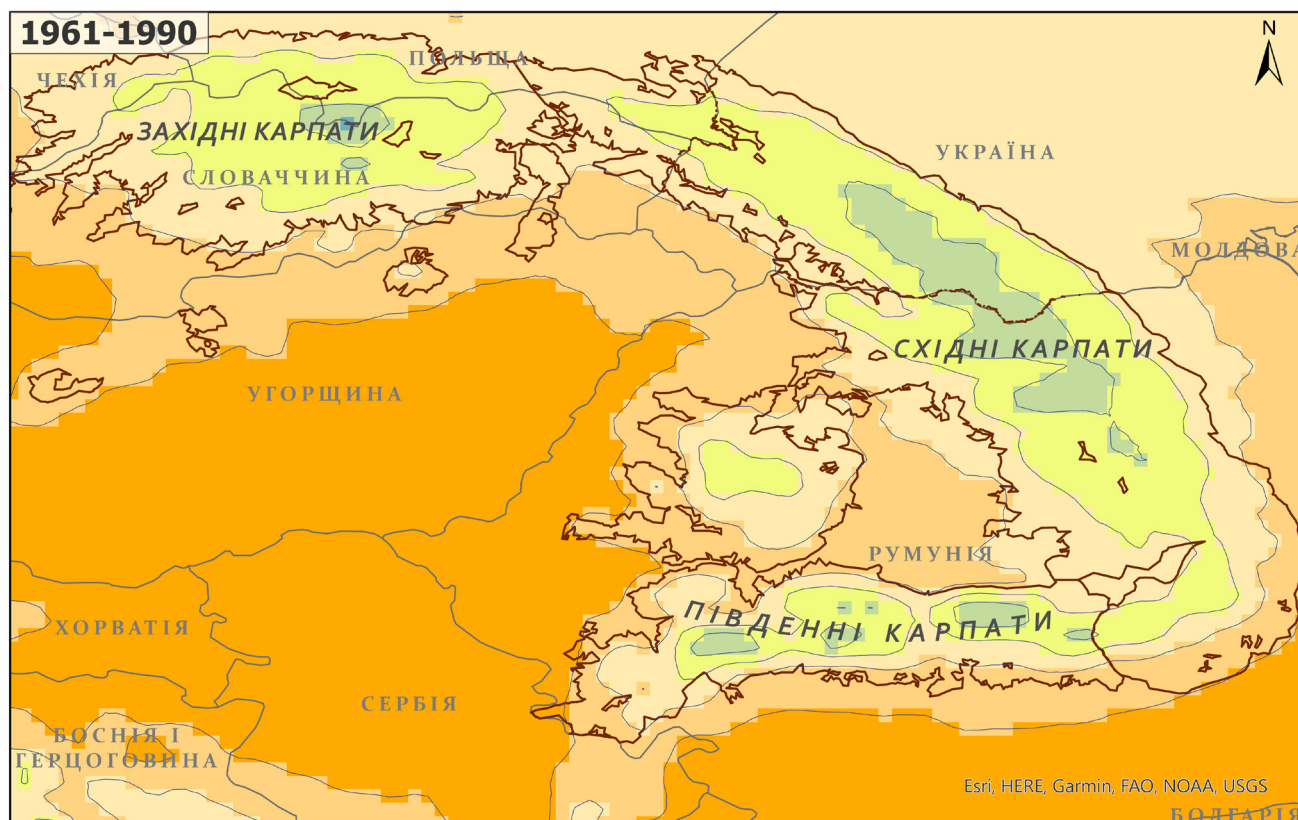 1961-1990
N
ПОЛЬЩА
ЧЕХІЯ
ЗАХІДНІ КАРПАТИ
УКРАЇНА
СЛОВАЧЧИНА
МОЛДОВА
СХІДНІ КАРПАТИ
УГОРЩИНА
РУМУНІЯ
ПІВДЕННІ КАРПАТИ
ХОРВАТІЯ
СЕРБІЯ
БОСНІЯ І
ГЕРЦОГОВИНА
Esri, HERE, Garmin, FAO, NOAA, USGS
БОЛГАРІЯ